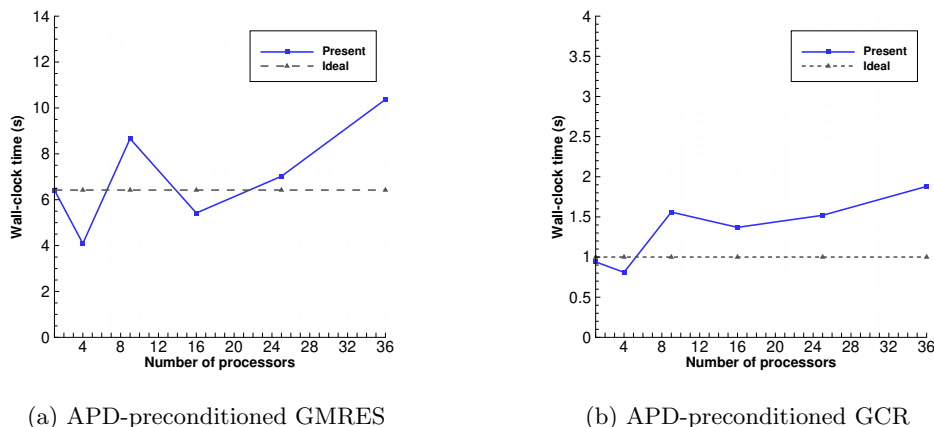 14
12
10
8
6
4
2
0
Wall-clock time (s)
4 8 12 16 20 24 28 32 36
Number of processors
Present
Ideal
(a) APD-preconditioned GMRES
4
3.5
3
2.5
2
1.5
1
0.5
0
Wall-clock time (s)
4 8 12 16 20 24 28 32 36
Number of processors
Present
Ideal
(b) APD-preconditioned GCR